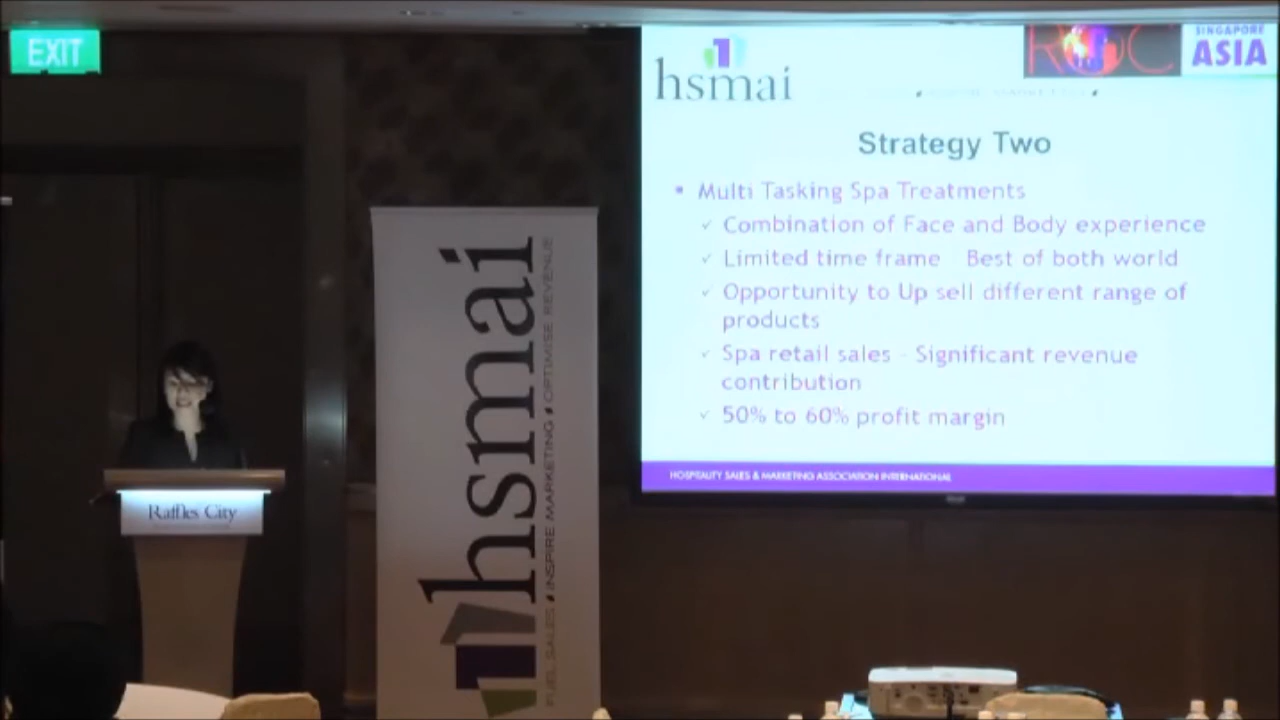 EXIT
hsmai
ROC
SINGAPORE
ASIA
Strategy Two
Multi Tasking Spa Treatments
Combination of Face and Body experience
Limited time frame - Best of both world
Opportunity to Up sell different range of
products
Spa retail sales - Significant revenue
contribution
50% to 60% profit margin
HOSPITALITY SALES & MARKETING ASSOCIATION INTERNATIONAL
hsmai
FUEL SALES INSPIRE MARKETING OPTIMISE REVENUE
Raffles City